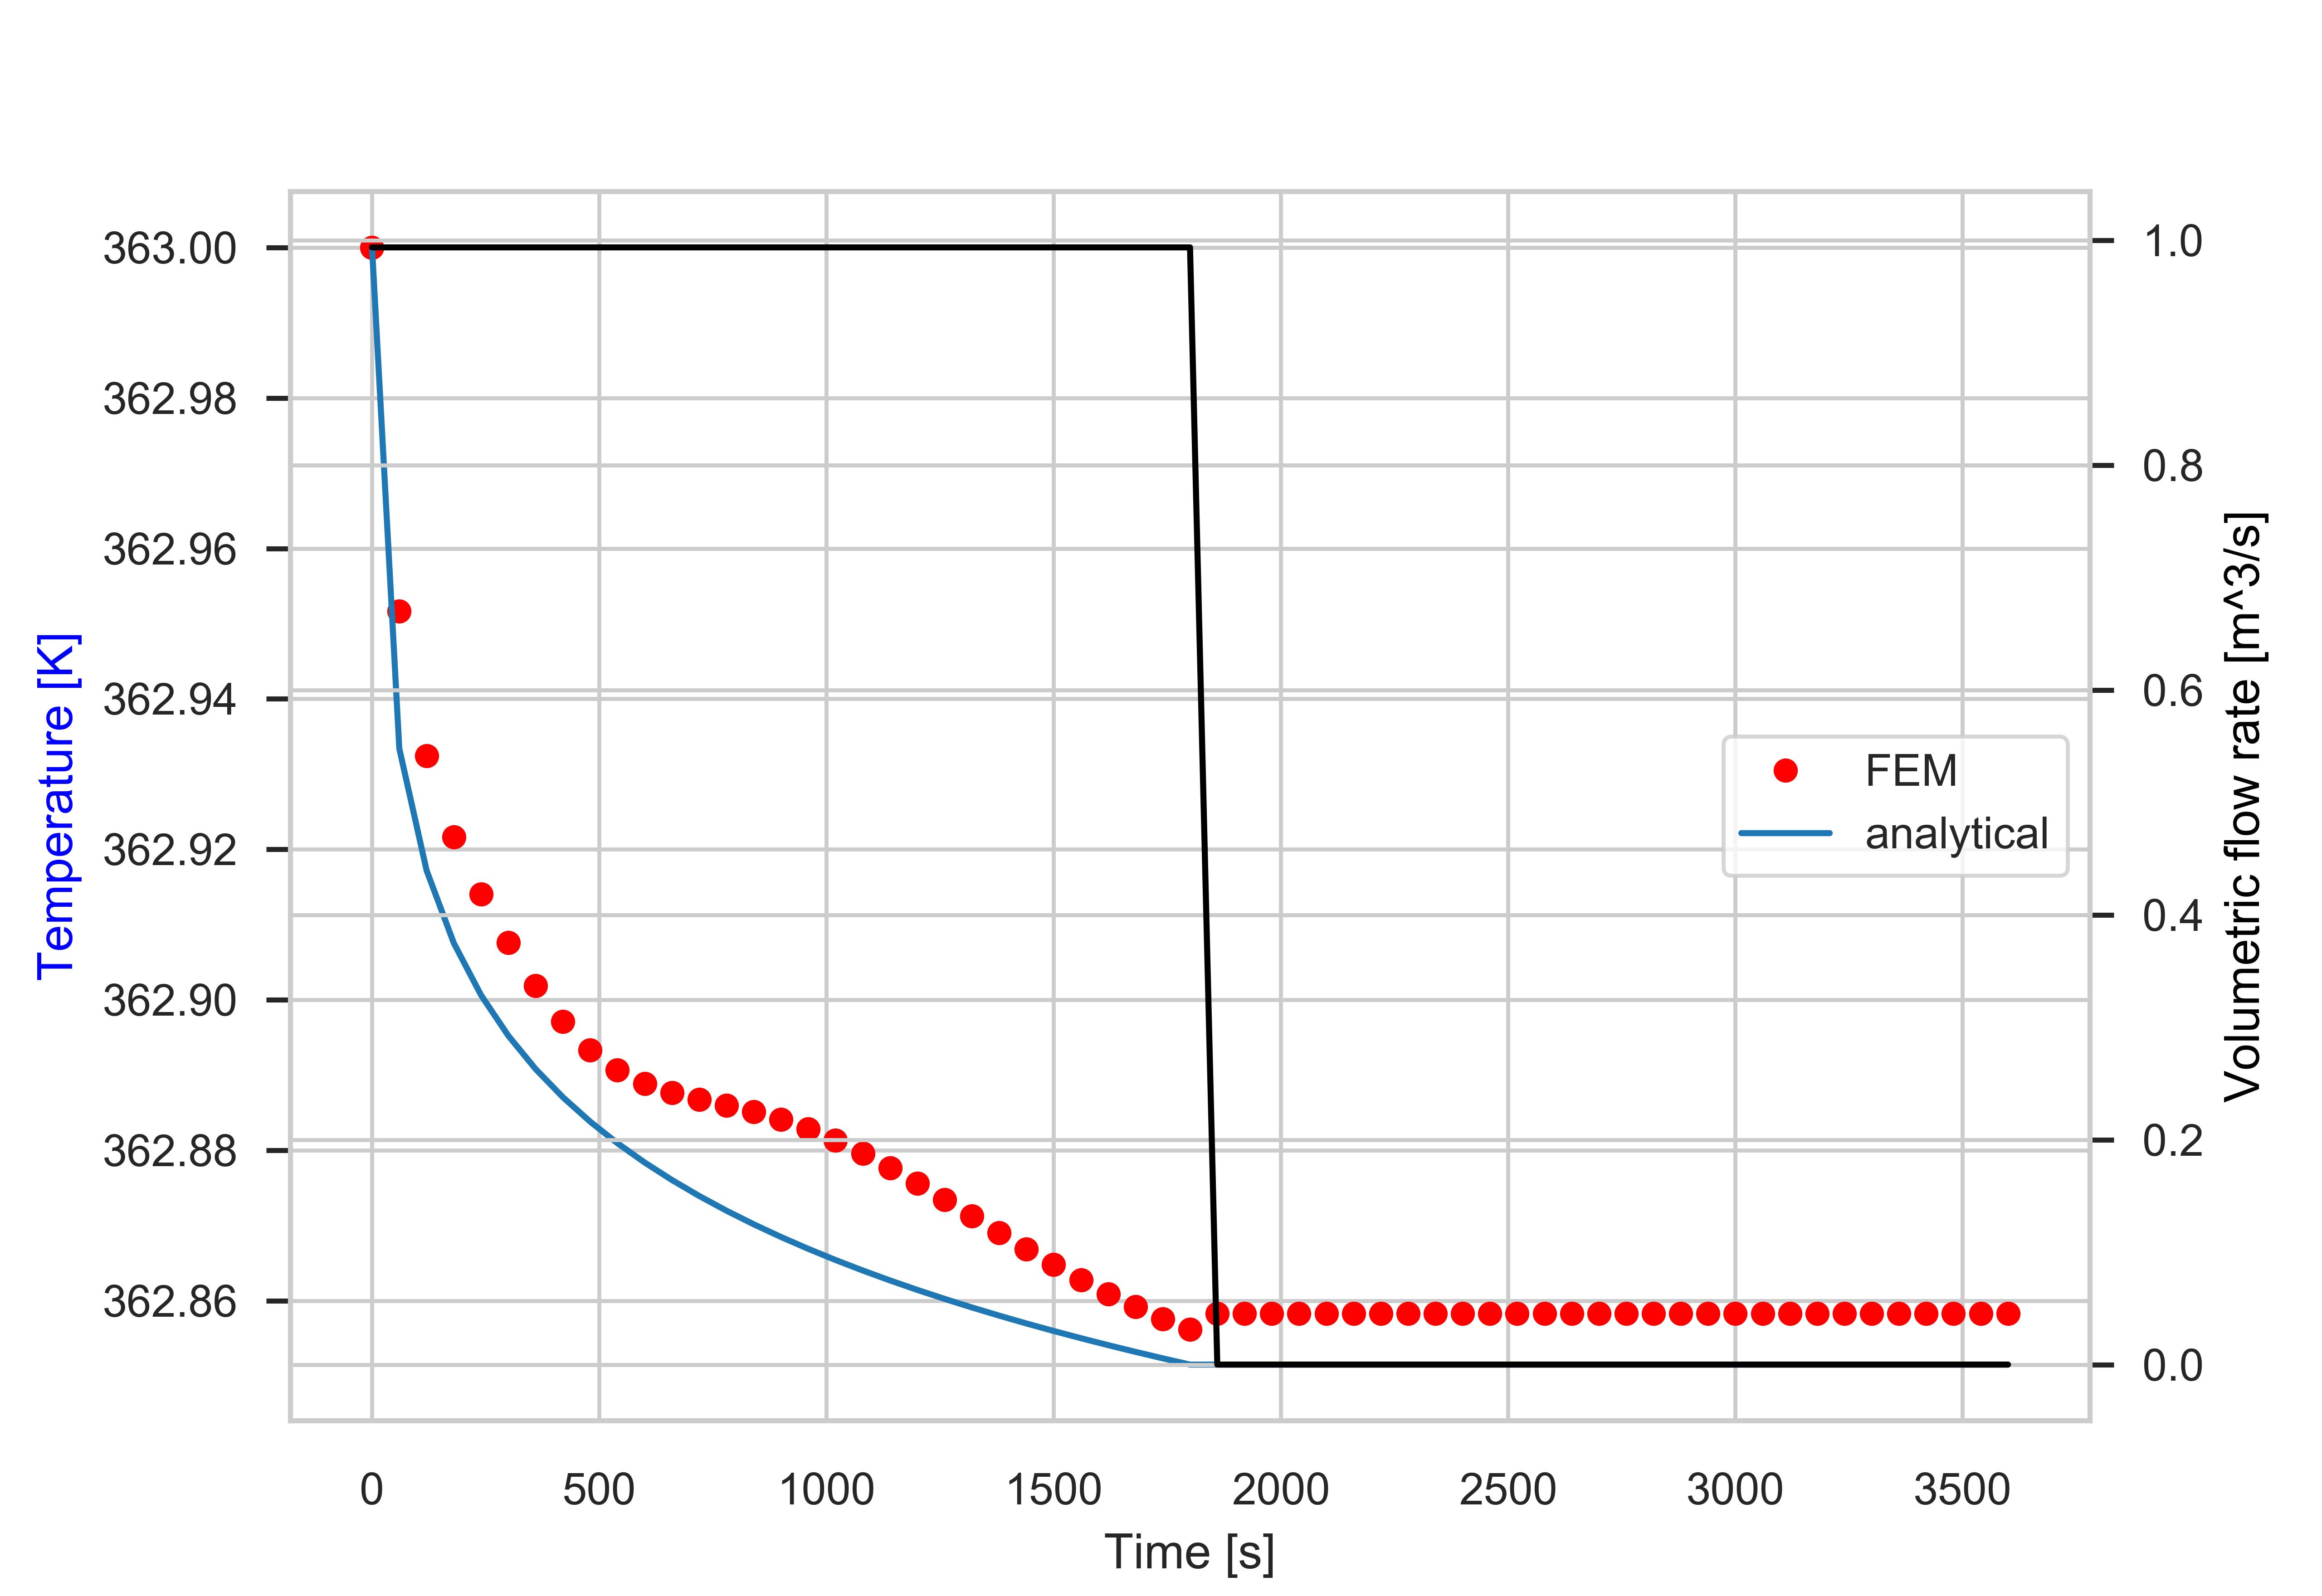 363.00
362.98
362.96
362.94
362.92
362.90
362.88
362.86
Temperature [K]
1.0
0.8
0.6
0.4
0.2
0.0
Volumetric flow rate [m^3/s]
FEM
analytical
0 500 1000 1500 2000 2500 3000 3500
Time [s]